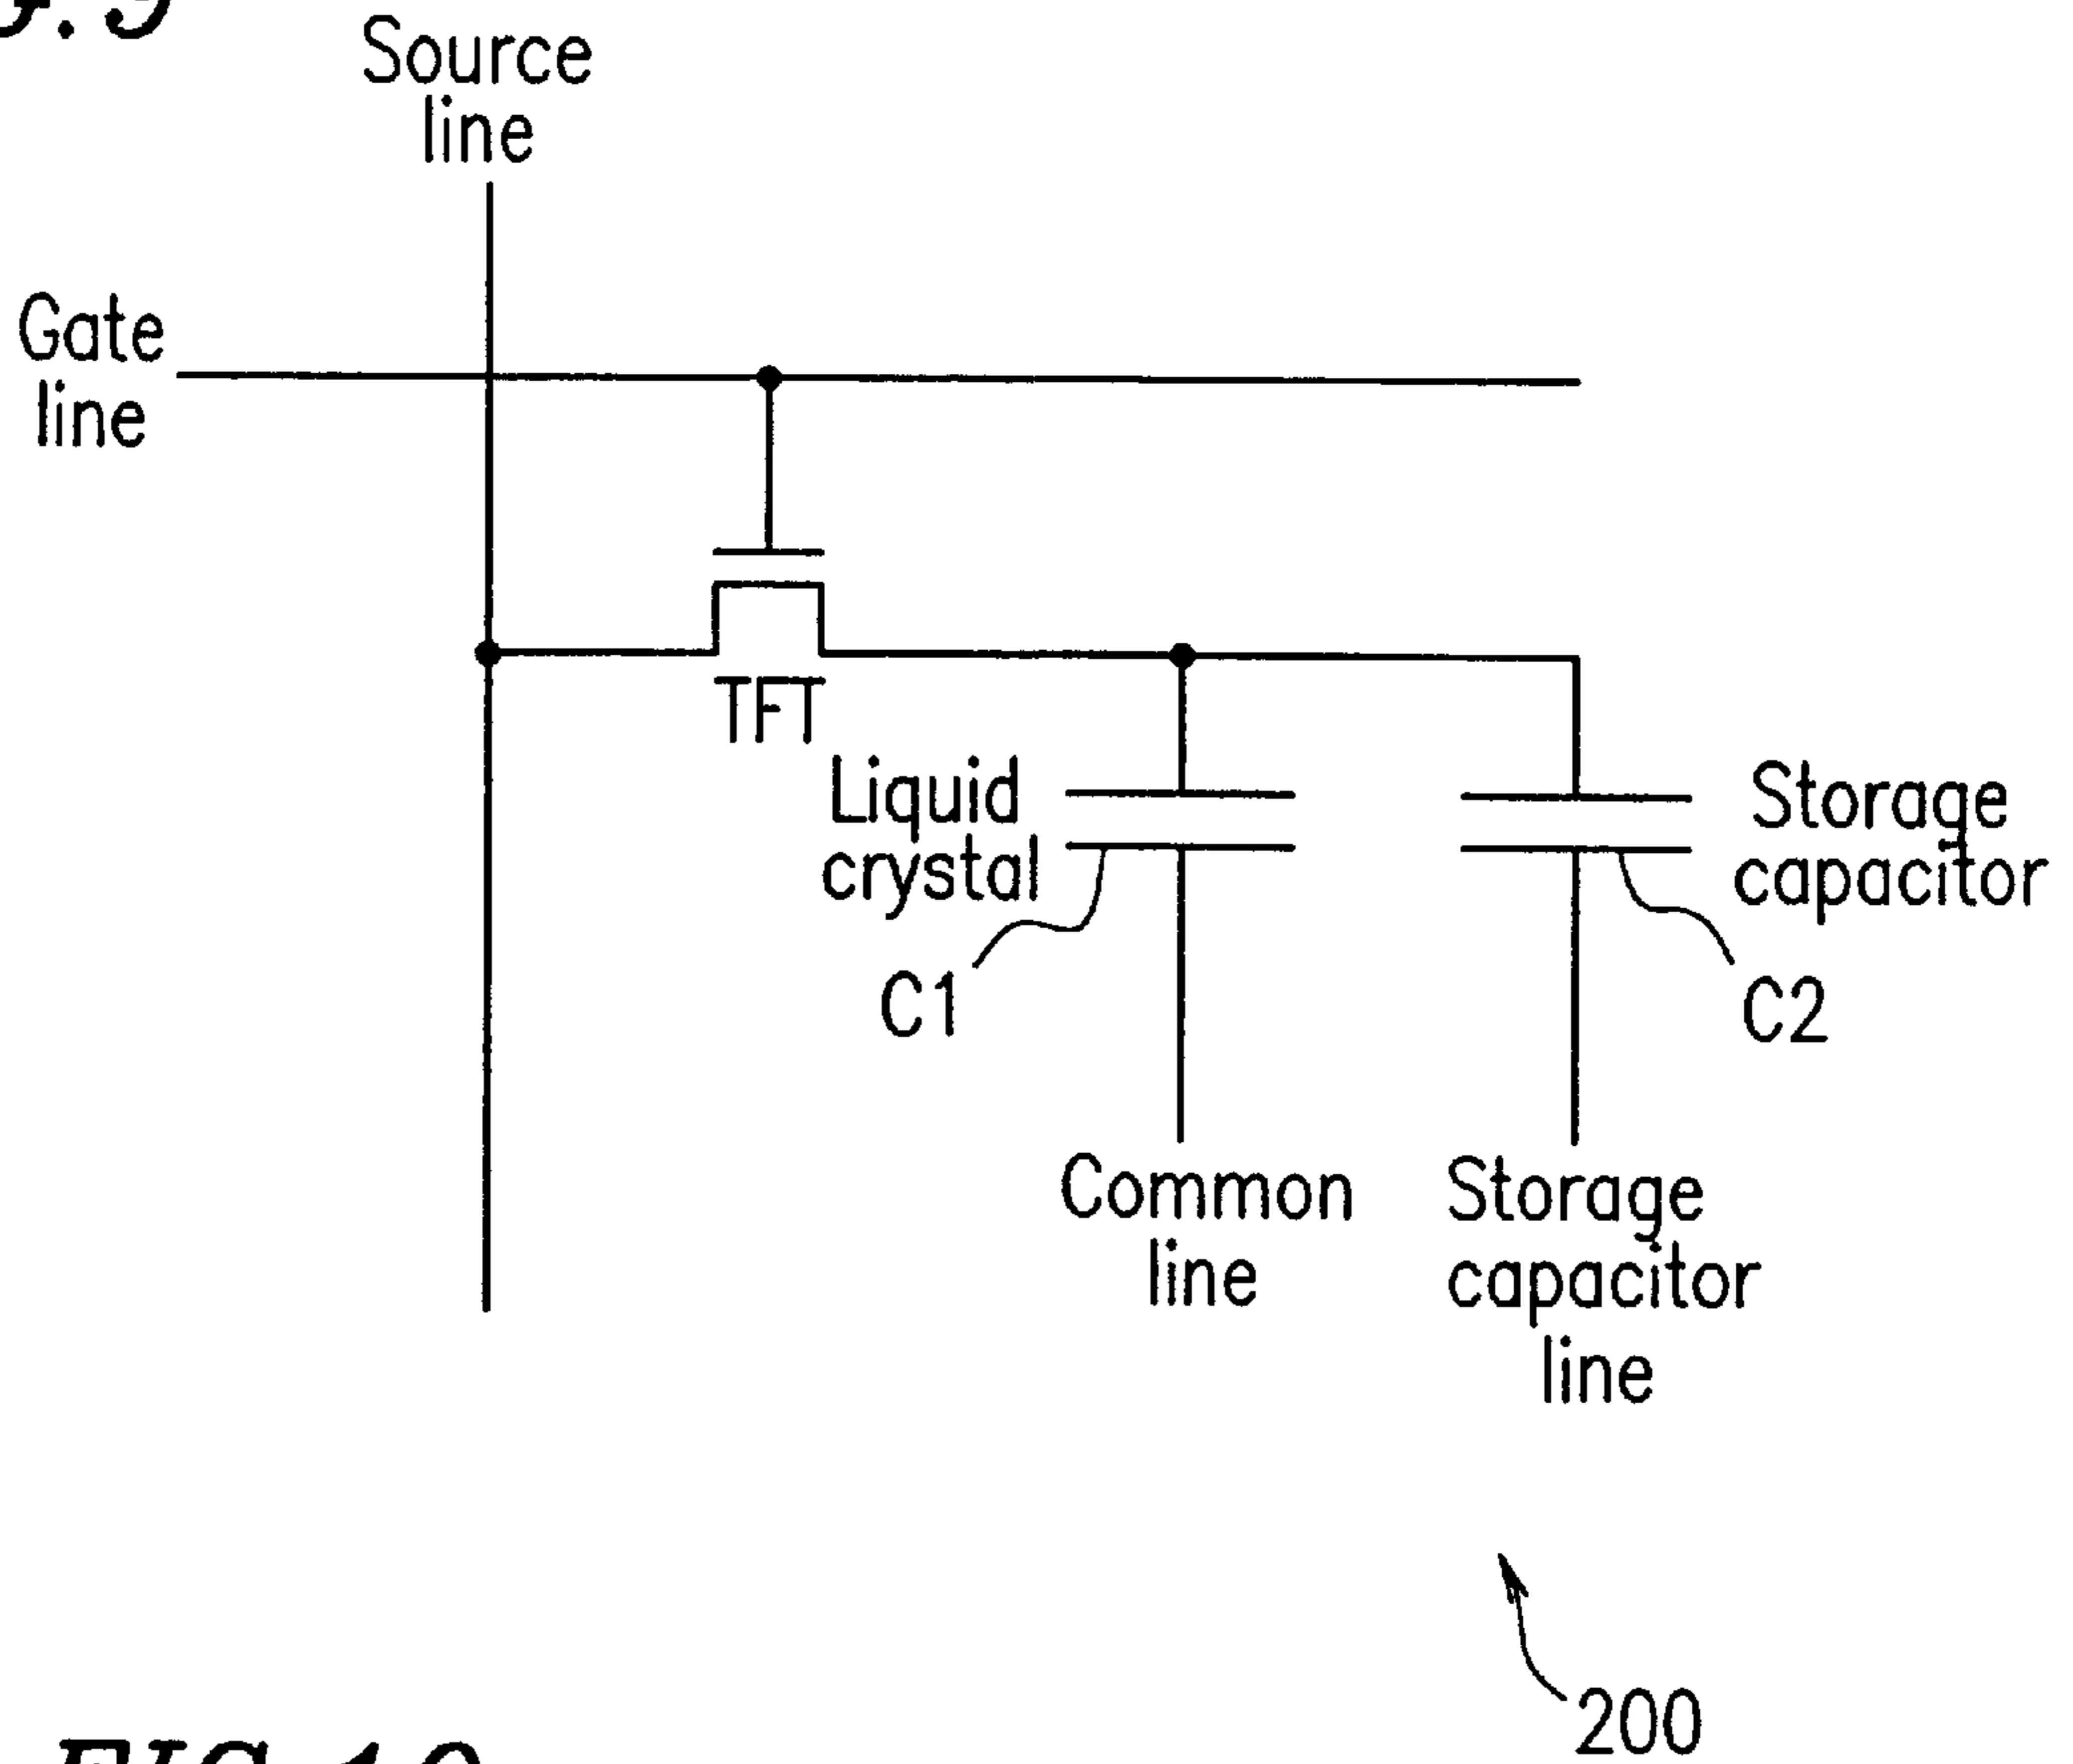 Source
line
Gate
line
TFT
Liquid
crystal
C1
Storage
capacitor
C2
Common
line
Storage
capacitor
line
200